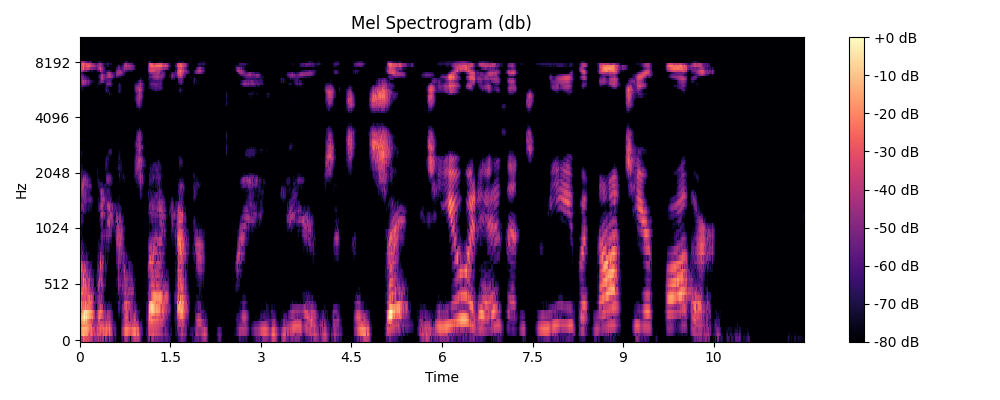 Mel Spectrogram (db)
8192
4096
2048
1024
512
0
Hz
0 1.5 3 4.5 6 7.5 9 10
Time
+0 dB
-10 dB
-20 dB
-30 dB
-40 dB
-50 dB
-60 dB
-70 dB
-80 dB